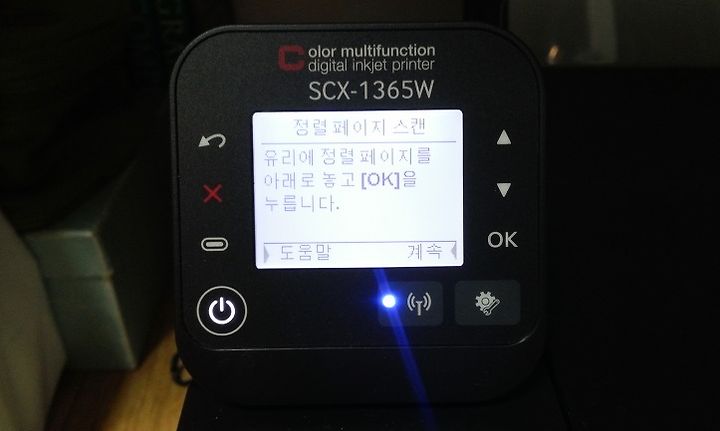 Color multifunction
digital inkjet printer
SCX-1365W
정렬 페이지 스캔
유리에 정렬 페이지를
아래로 놓고 [OK]을
누릅니다.
도움말 계속
OK